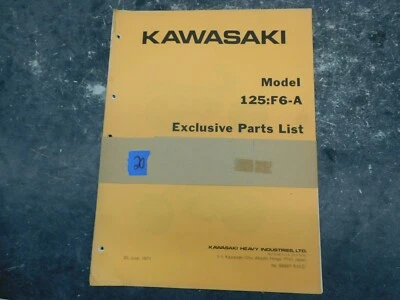 KAWASAKI
Model
125:F6-A
Exclusive Parts List
20
KAWASAKI HEAVY INDUSTRIES, LTD.